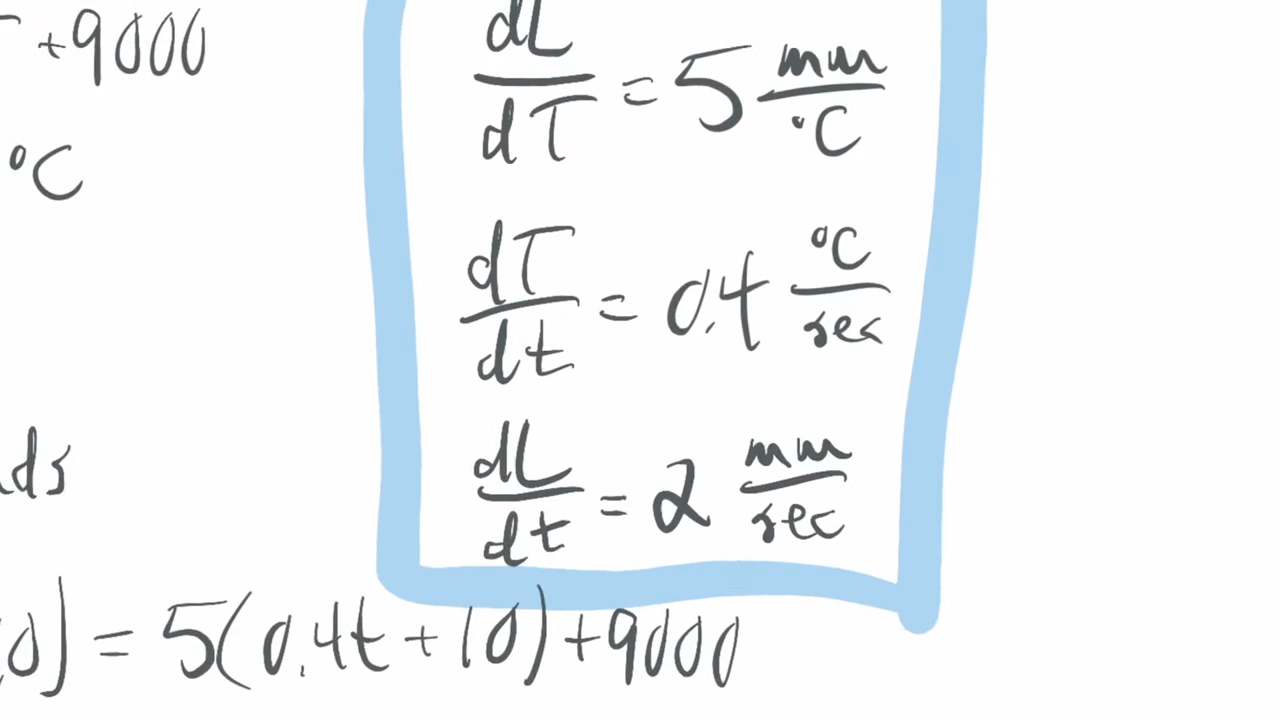 +9000
dL/dT = 5 mm/°C
°C
dT/dt = 0.4 °C/sec
dL/dt = 2 mm/sec
ds
0) = 5(0.4t + 10) + 9000